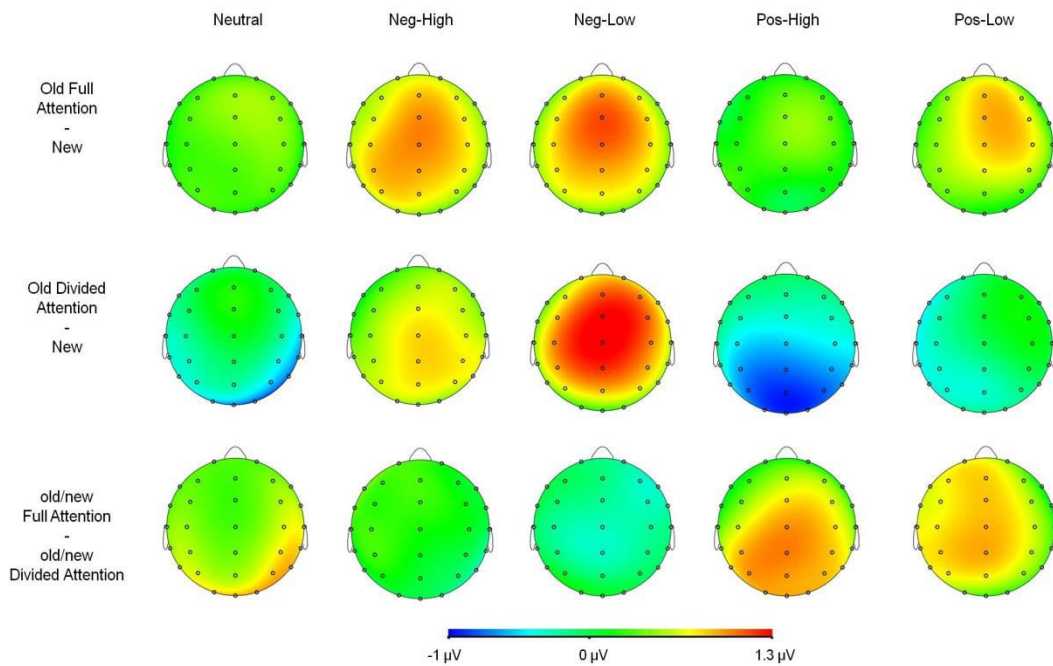 Neutral
Neg-High
Neg-Low
Pos-High
Pos-Low
Old Full
Attention
-
New
Old Divided
Attention
-
New
old/new
Full Attention
-
old/new
Divided Attention
-1 µV
0 µV
1.3 µV